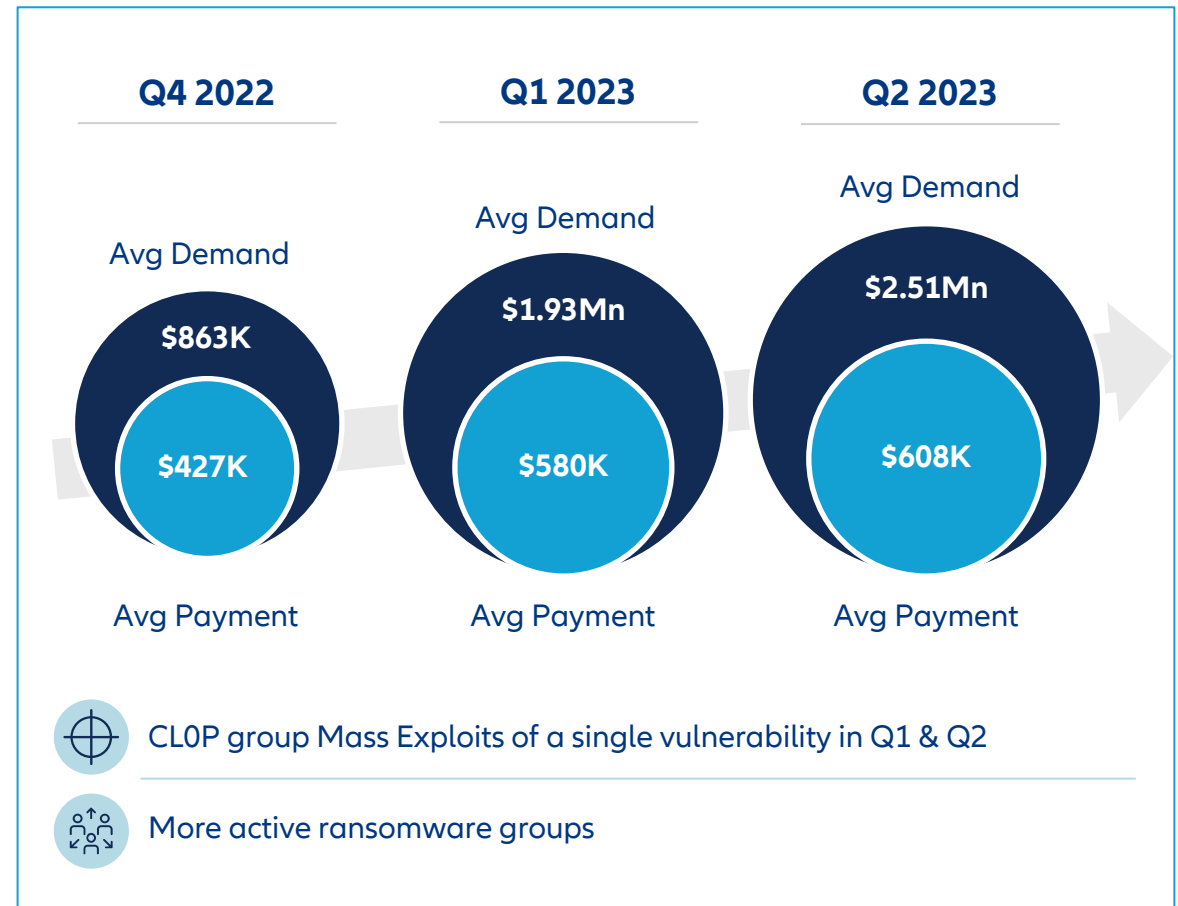 Q4 2022
Q1 2023
Q2 2023
Avg Demand
Avg Demand
Avg Demand
$863K
$1.93Mn
$2.51Mn
$427K
$580K
$608K
Avg Payment
Avg Payment
Avg Payment
CL0P group Mass Exploits of a single vulnerability in Q1 & Q2
More active ransomware groups